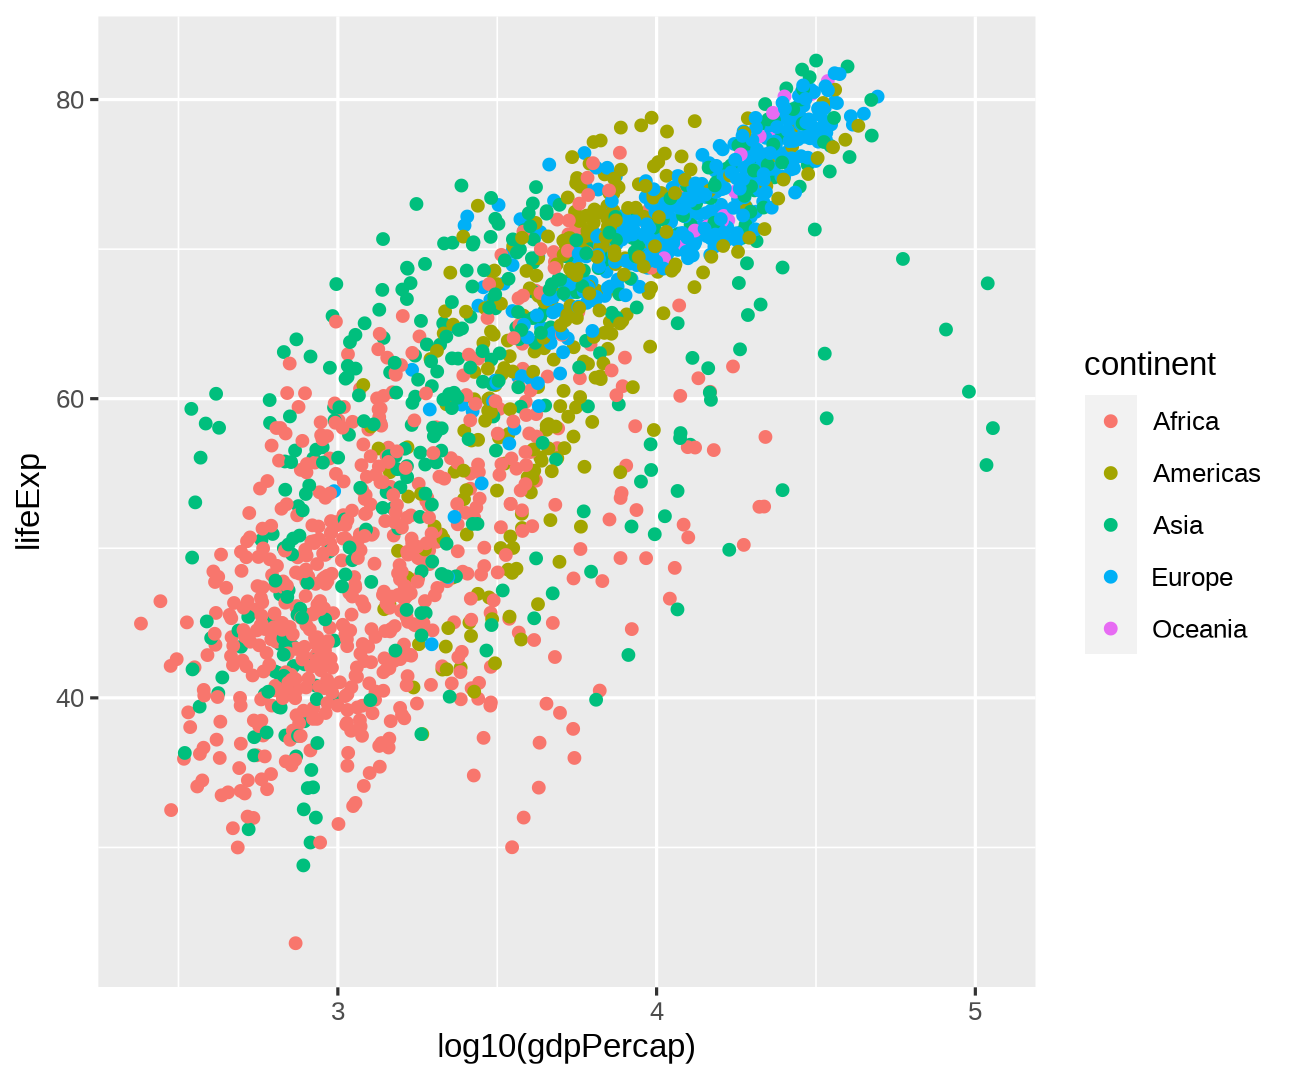 lifeExp
80
60
40
3
4
5
log10(gdpPercap)
continent
Africa
Americas
Asia
Europe
Oceania